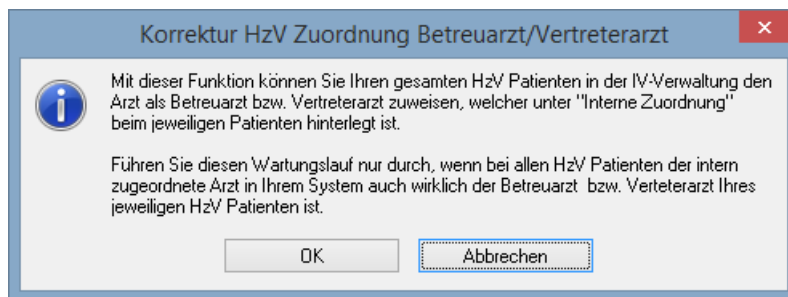 Korrektur HzV Zuordnung Betreuarzt/Vertreterarzt
Mit dieser Funktion können Sie Ihren gesamten HzV Patienten in der IV-Verwaltung den
Arzt als Betreuarzt bzw. Vertreterarzt zuweisen, welcher unter "Interne Zuordnung"
beim jeweiligen Patienten hinterlegt ist.
Führen Sie diesen Wartungslauf nur durch, wenn bei allen HzV Patienten der intern
zugeordnete Arzt in Ihrem System auch wirklich der Betreuarzt bzw. Verteterarzt Ihres
jeweiligen HzV Patienten ist.
OK
Abbrechen